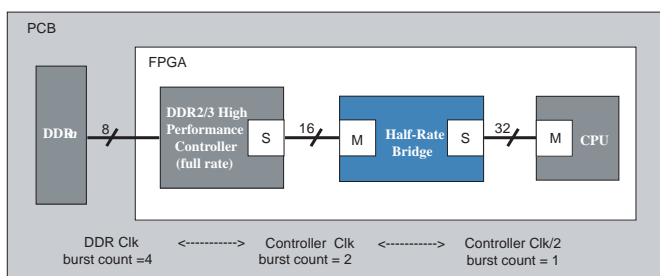 PCB
FPGA
DDRn
8
DDR2/3 High
Performance
Controller
(full rate)
S
16
M
Half-Rate
Bridge
S
32
M
CPU
DDR Clk
burst count =4
<----------->
Controller Clk
burst count = 2
<----------->
Controller Clk/2
burst count = 1